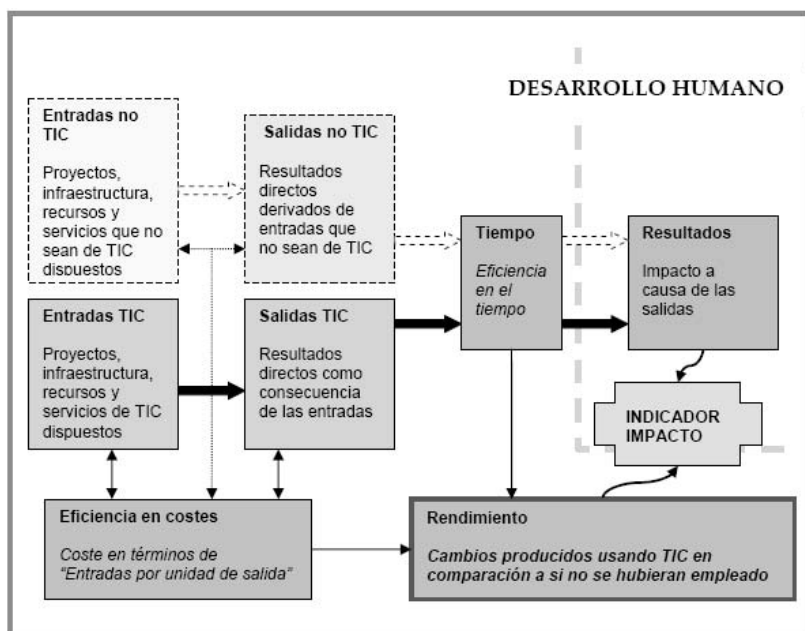 DESARROLLO HUMANO
Entradas no
TIC
Proyectos,
infraestructura,
recursos y
servicios que no
sean de TIC
dispuestos
Salidas no TIC
Resultados
directos
derivados de
entradas que
no sean de TIC
Tiempo
Eficiencia
en el
tiempo
Resultados
Impacto a
causa de las
salidas
Entradas TIC
Proyectos,
infraestructura,
recursos y
servicios de TIC
dispuestos
Salidas TIC
Resultados
directos como
consecuencia
de las entradas
INDICADOR
IMPACTO
Eficiencia en costes
Coste en términos de
“Entradas por unidad de salida”
Rendimiento
Cambios producidos usando TIC en
comparación a si no se hubieran empleado